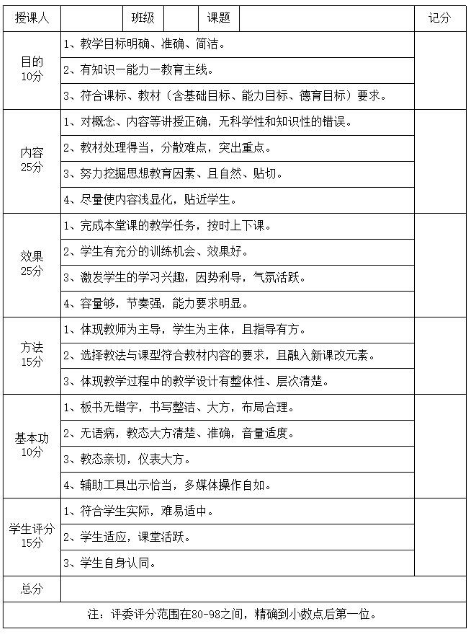 授课人 班级 课题 记分
目的
10分
1、教学目标明确、准确、简洁。
2、有知识—能力—教育主线。
3、符合课标、教材（含基础目标、能力目标、德育目标）要求。
内容
25分
1、对概念、内容等讲授正确，无科学性和知识性的错误。
2、教材处理得当，分散难点，突出重点。
3、努力挖掘思想教育因素、且自然、贴切。
4、尽量使内容浅显化，贴近学生。
效果
25分
1、完成本堂课的教学任务，按时上下课。
2、学生有充分的训练机会、效果好。
3、激发学生的学习兴趣，因势利导，气氛活跃。
4、容量够，节奏强，能力要求明显。
方法
15分
1、体现教师为主导，学生为主体，且指导有方。
2、选择教法与课型符合教材内容的要求，且融入新课改元素。
3、体现教学过程中的教学设计有整体性、层次清楚。
基本功
10分
1、板书无错字，书写整洁、大方，布局合理。
2、无语病，教态大方清楚、准确，音量适度。
3、教态亲切，仪表大方。
4、辅助工具出示恰当，多媒体操作自如。
学生评分
15分
1、符合学生实际，难易适中。
2、学生适应，课堂活跃。
3、学生自身认同。
总分
注：评委评分范围在80-98之间，精确到小数点后第一位。